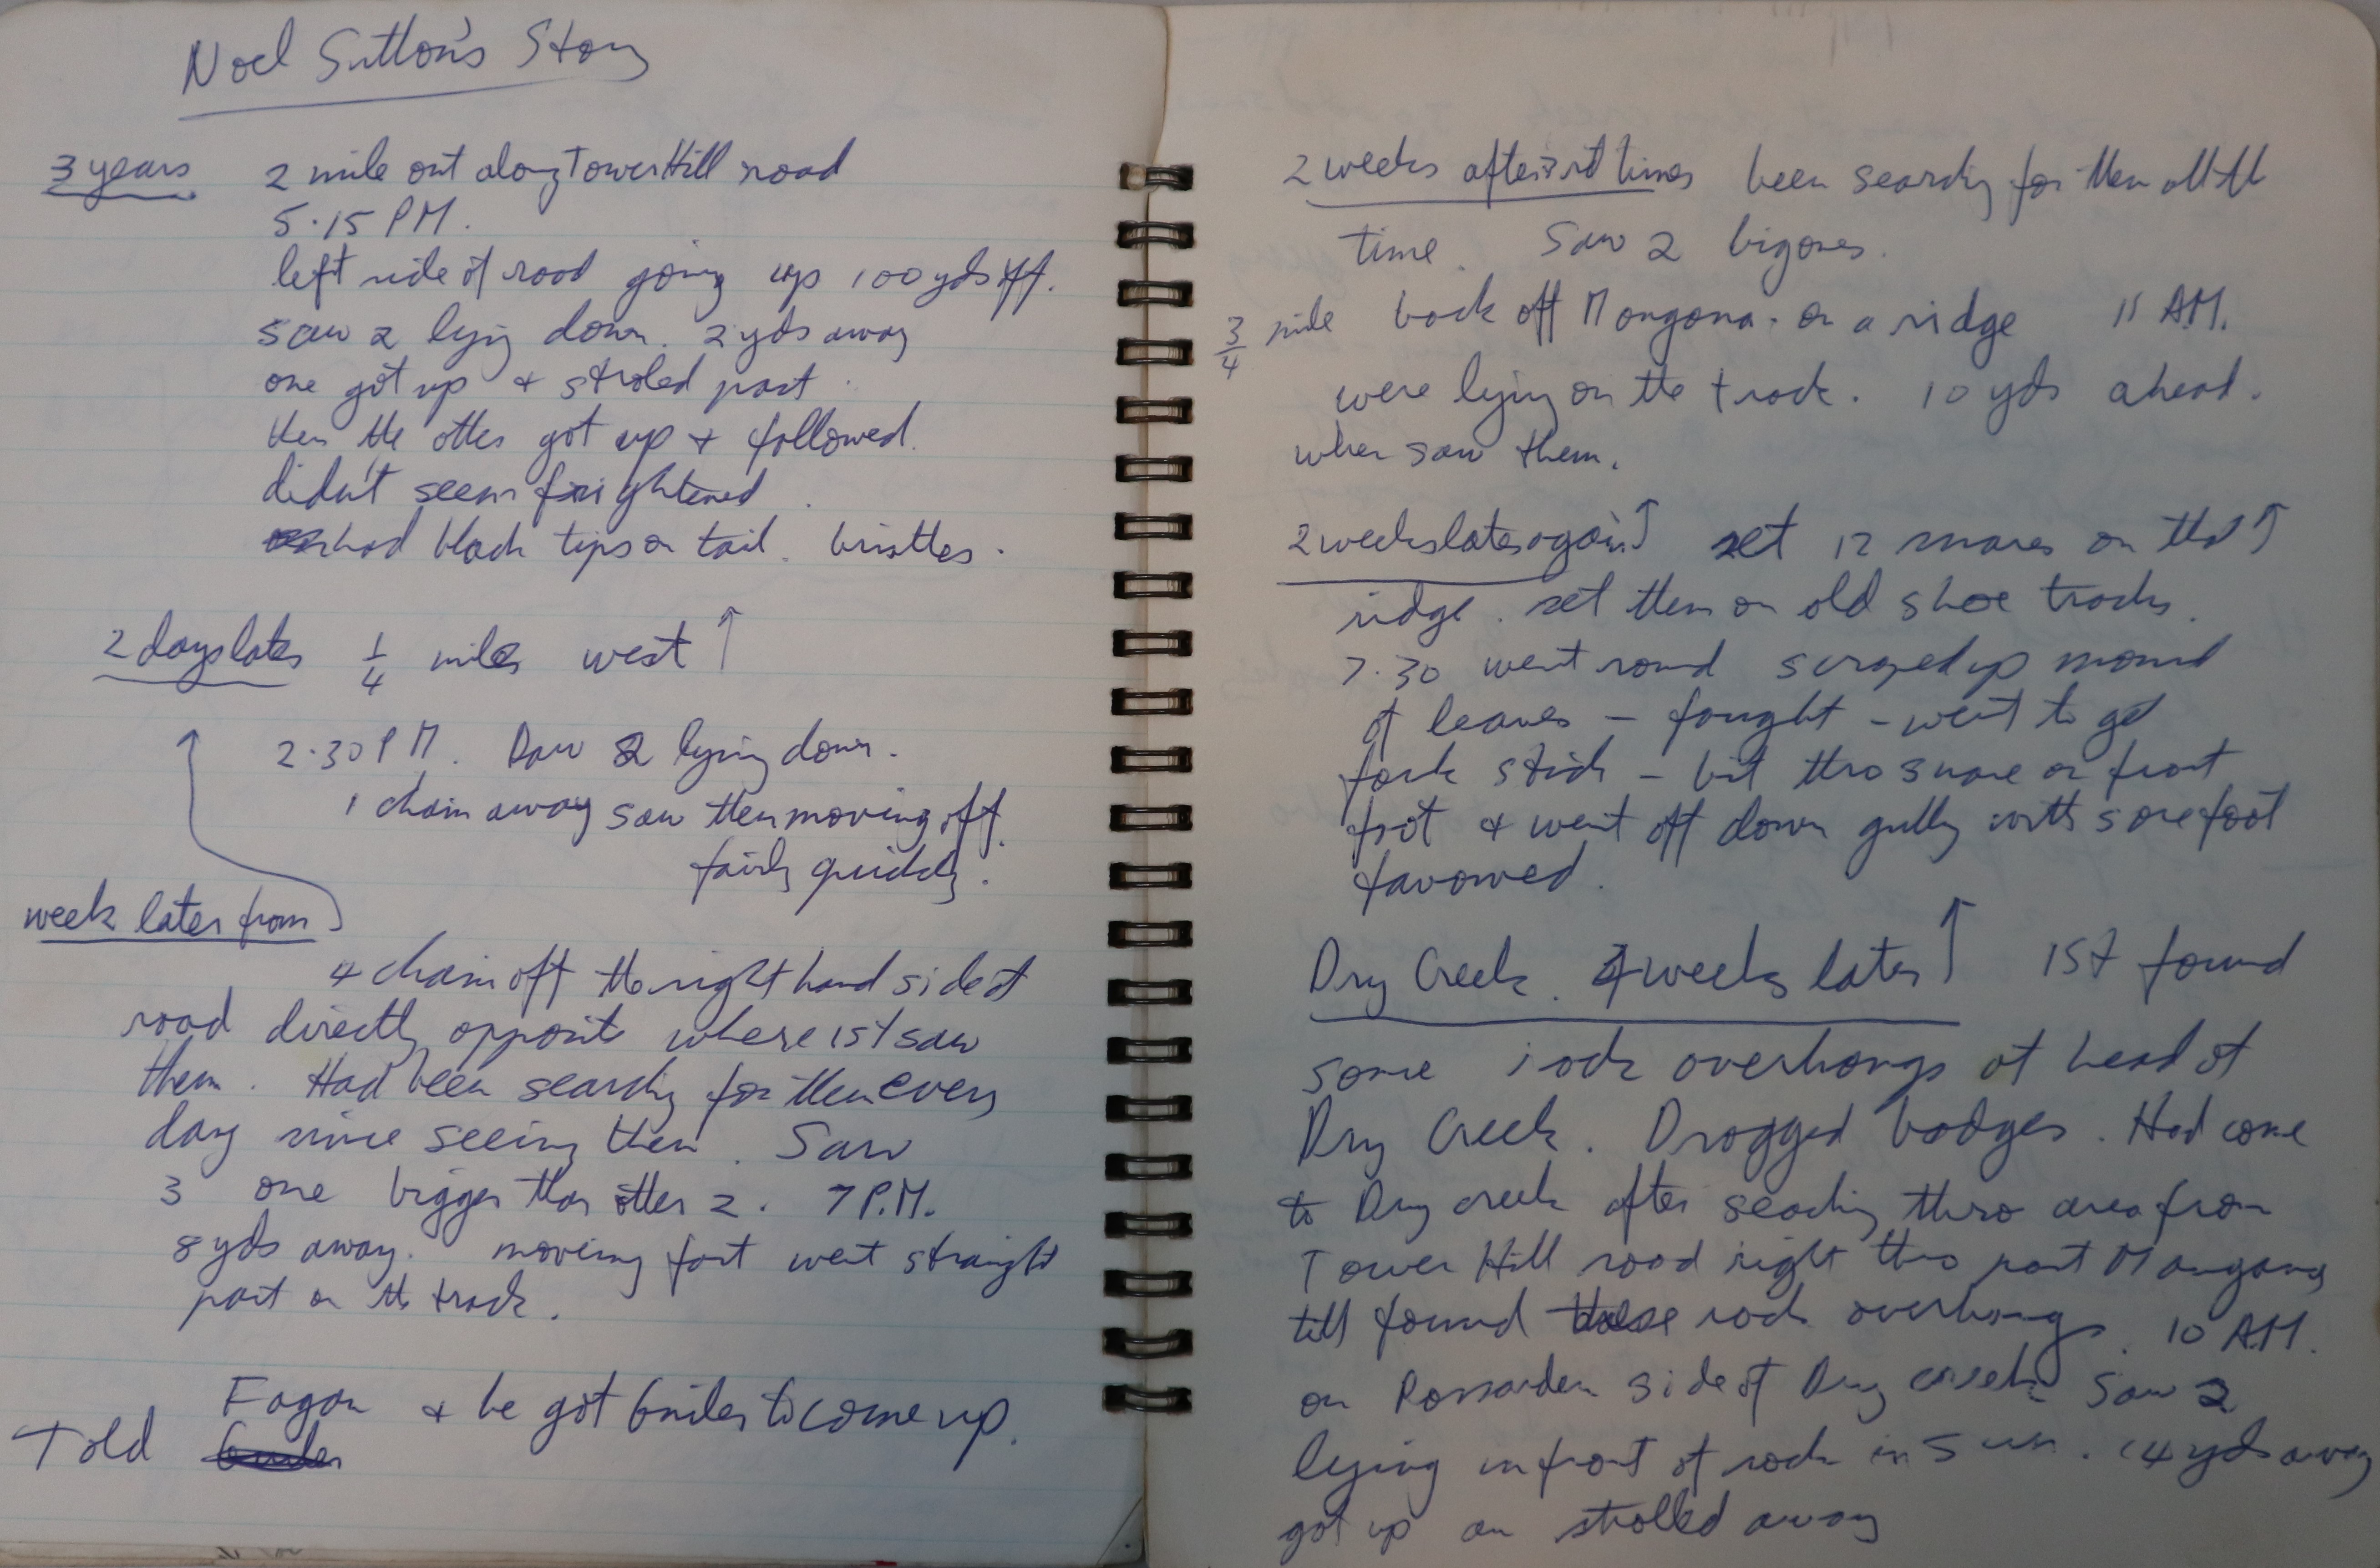 Noel Sutton's Story
3 years 2 mile out along Tower Hill road
5.15 PM.
left side of road going up 100 yds off.
saw 2 lying down. 2 yds away
one got up + stroled past.
then the other got up + followed.
didn't seem frightened.
had black tips on tail. bristles.
2 days later 1/4 miles west ↑
2.30 PM. Saw 2 lying down.
1 chain away saw them moving off.
fairly quickly.
week later from
4 chain off the right hand side of
road directly opposite where 1st saw
them. Had been searching for them every
day since seeing them. Saw
3 one bigger than other 2. 7 P.M.
8 yds away. moving fast went straight
past on the track.
Fagan + he got Guiler to come up.
Told Guiler
2 weeks after 3rd times been searching for them all the
time. Saw 2 big ones.
3/4 mile back off Mangana. on a ridge 11 AM.
were lying on the track. 10 yds ahead.
when saw them.
2 weeks later again ↑ set 12 snares on that ↑
ridge. set them on old shoe tracks.
7.30 went round scraped up mound
of leaves – fought – went to get
fork stick – bit thro snare on front
foot & went off down gully with sore foot
favoured.
Dry Creek. 4 weeks later ↑ 1st found
some rock overhangs at head of
Dry Creek. Dragged badges. Had come
to Dry creek after seaching thro area from
Tower Hill road right thro past Mangana
till found these rock overhangs. 10 AM.
on Rossarden side of Dry creek saw 2
lying in front of rock in sun. 14 yds away
got up an strolled away